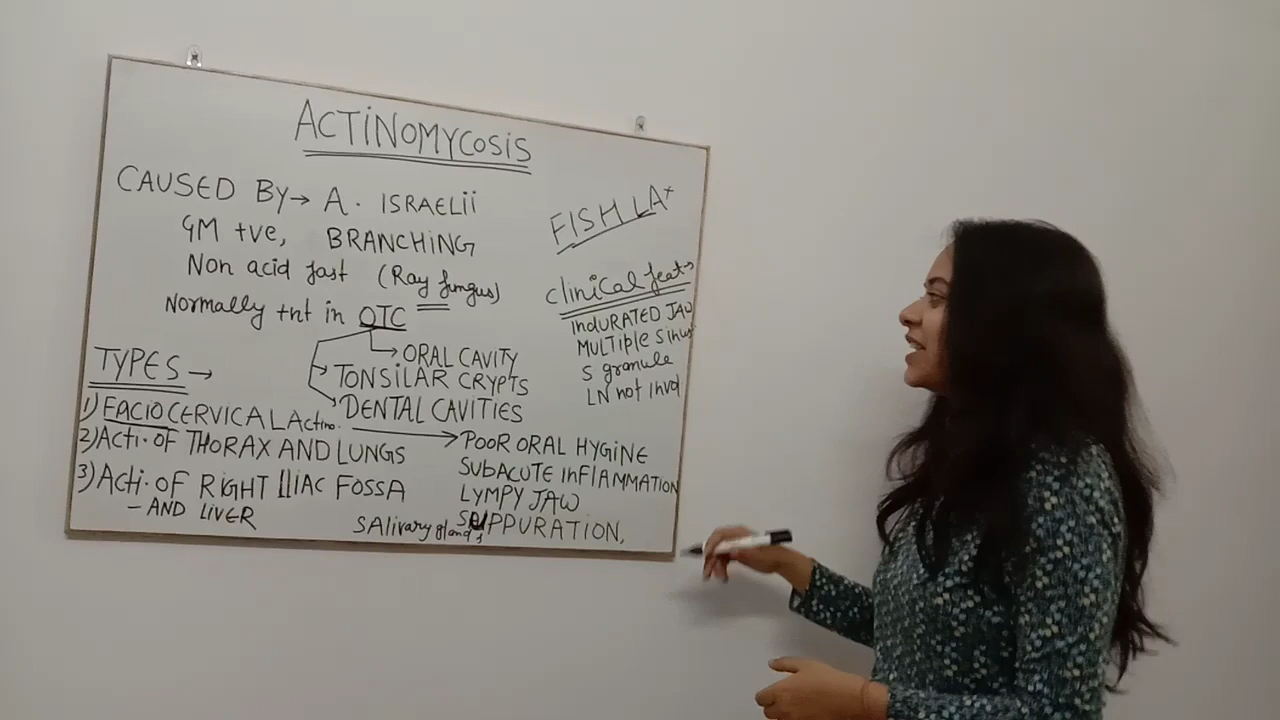 ACTINOMYCOSIS
CAUSED BY → A. ISRAELII
GM +ve, BRANCHING
Non acid fast (Ray fungus)
Normally +nt in OTC
→ ORAL CAVITY
→ TONSILAR CRYPTS
→ DENTAL CAVITIES
TYPES →
1) FACIOCERVICAL Actino.
2) Acti. OF THORAX AND LUNGS
3) Acti. OF RIGHT ILIAC FOSSA
- AND LIVER
FISH LA+
Clinical feat→
IndURATED JAW
MULTIPLE Sinus
S granule
LN not invol
→ POOR ORAL HYGINE
SUBACUTE INFLAMMATION
LYMPY JAW
SUPPURATION,
SAlivary glands